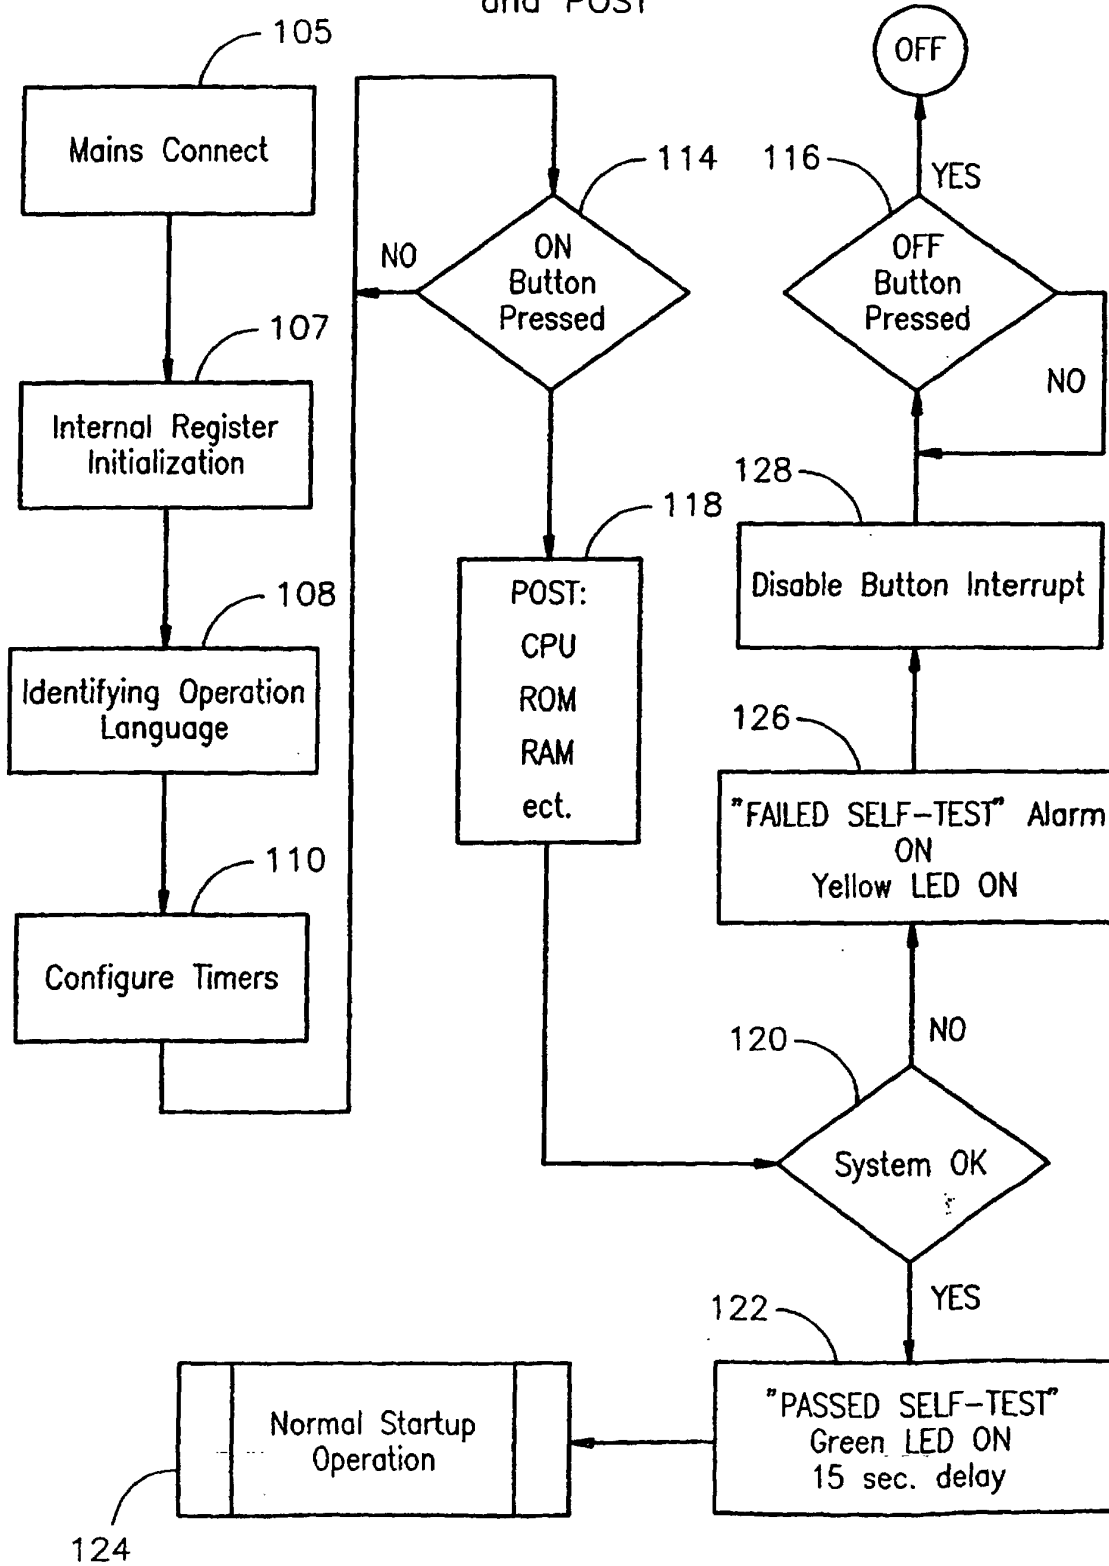 and POST
105
Mains Connect
107
Internal Register
Initialization
108
Identifying Operation
Language
110
Configure Timers
114
ON
Button
Pressed
NO
118
POST:
CPU
ROM
RAM
ect.
OFF
YES
116
OFF
Button
Pressed
NO
128
Disable Button Interrupt
126
"FAILED SELF-TEST" Alarm
ON
Yellow LED ON
NO
120
System OK
YES
122
"PASSED SELF-TEST"
Green LED ON
15 sec. delay
Normal Startup
Operation
124